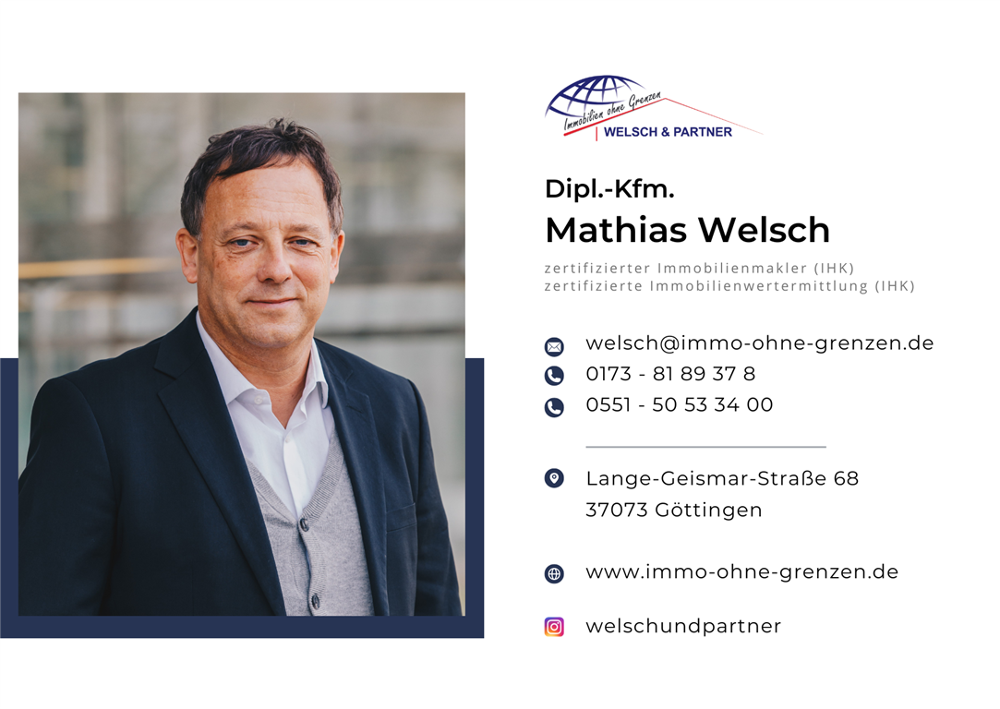 Immobilien ohne Grenzen
WELSCH & PARTNER
Dipl.-Kfm.
Mathias Welsch
zertifizierter Immobilienmakler (IHK)
zertifizierte Immobilienwertermittlung (IHK)
welsch@immo-ohne-grenzen.de
0173 - 81 89 37 8
0551 - 50 53 34 00
Lange-Geismar-Straße 68
37073 Göttingen
www.immo-ohne-grenzen.de
welschundpartner